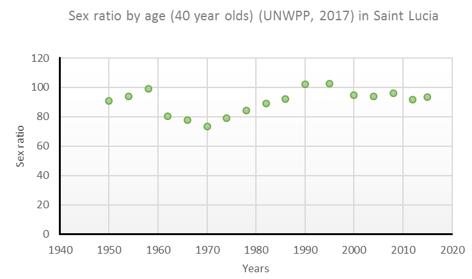 Sex ratio by age (40 year olds) (UNWPP, 2017) in Saint Lucia
120
100
80
60
40
20
0
Sex ratio
1940 1950 1960 1970 1980 1990 2000 2010 2020
Years